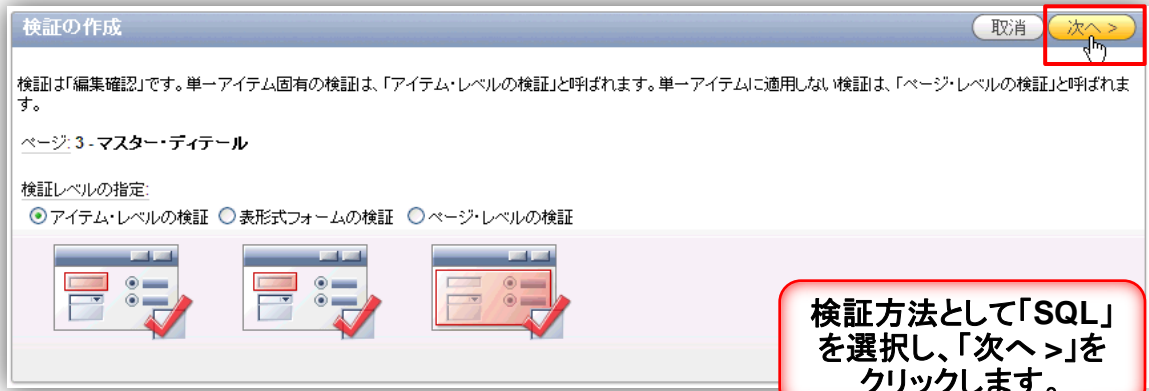 検証の作成
取消
次へ >
検証は「編集確認」です。単一アイテム固有の検証は、「アイテム・レベルの検証」と呼ばれます。単一アイテムに適用しない検証は、「ページ・レベルの検証」と呼ばれま
す。
ページ: 3 - マスター・ディテール
検証レベルの指定:
アイテム・レベルの検証 表形式フォームの検証 ページ・レベルの検証
検証方法として「SQL」
を選択し、「次へ >」を
クリックします。